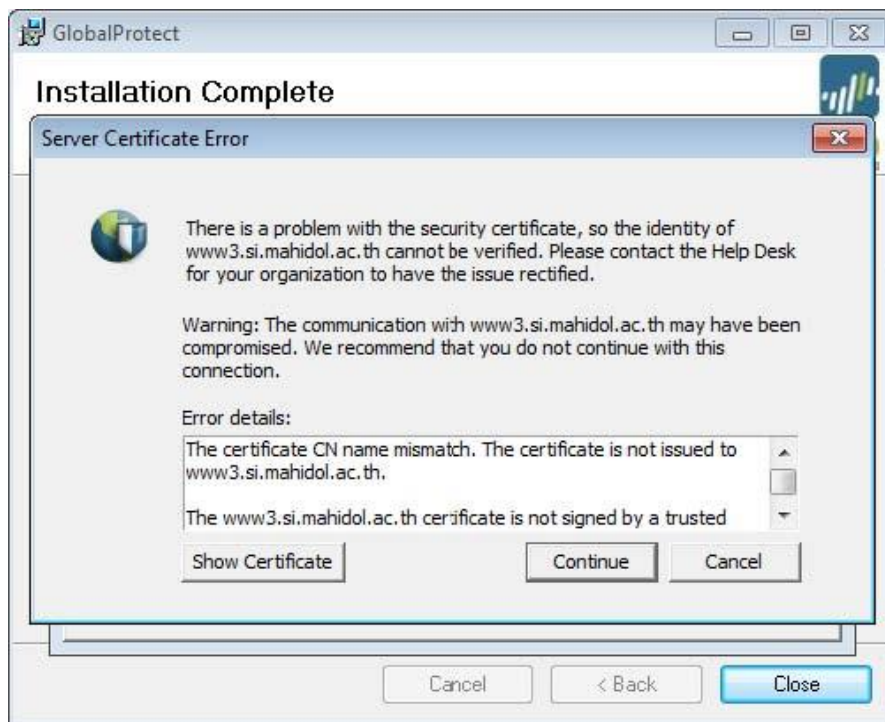 GlobalProtect
Installation Complete
Server Certificate Error
There is a problem with the security certificate, so the identity of
www3.si.mahidol.ac.th cannot be verified. Please contact the Help Desk
for your organization to have the issue rectified.
Warning: The communication with www3.si.mahidol.ac.th may have been
compromised. We recommend that you do not continue with this
connection.
Error details:
The certificate CN name mismatch. The certificate is not issued to
www3.si.mahidol.ac.th.
The www3.si.mahidol.ac.th certificate is not signed by a trusted
Show Certificate
Continue
Cancel
Cancel
< Back
Close